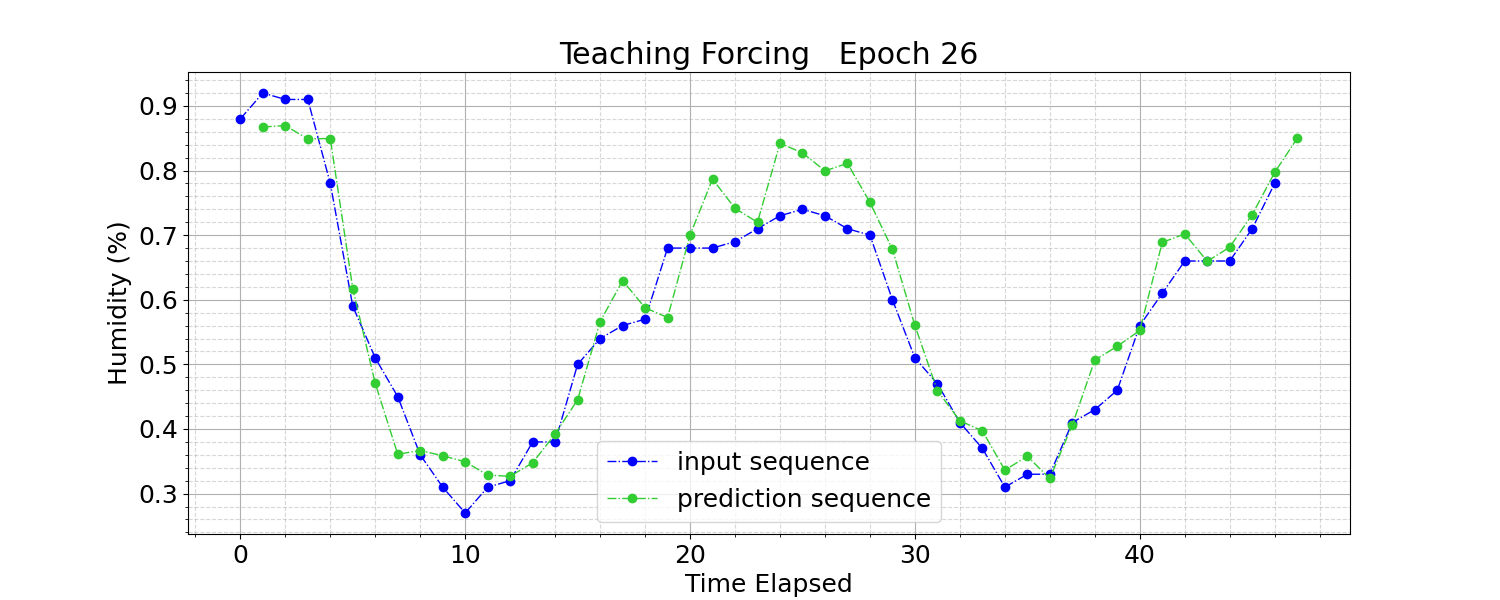 Teaching Forcing   Epoch 26
Humidity (%)
0.9
0.8
0.7
0.6
0.5
0.4
0.3
input sequence
prediction sequence
0 10 20 30 40
Time Elapsed